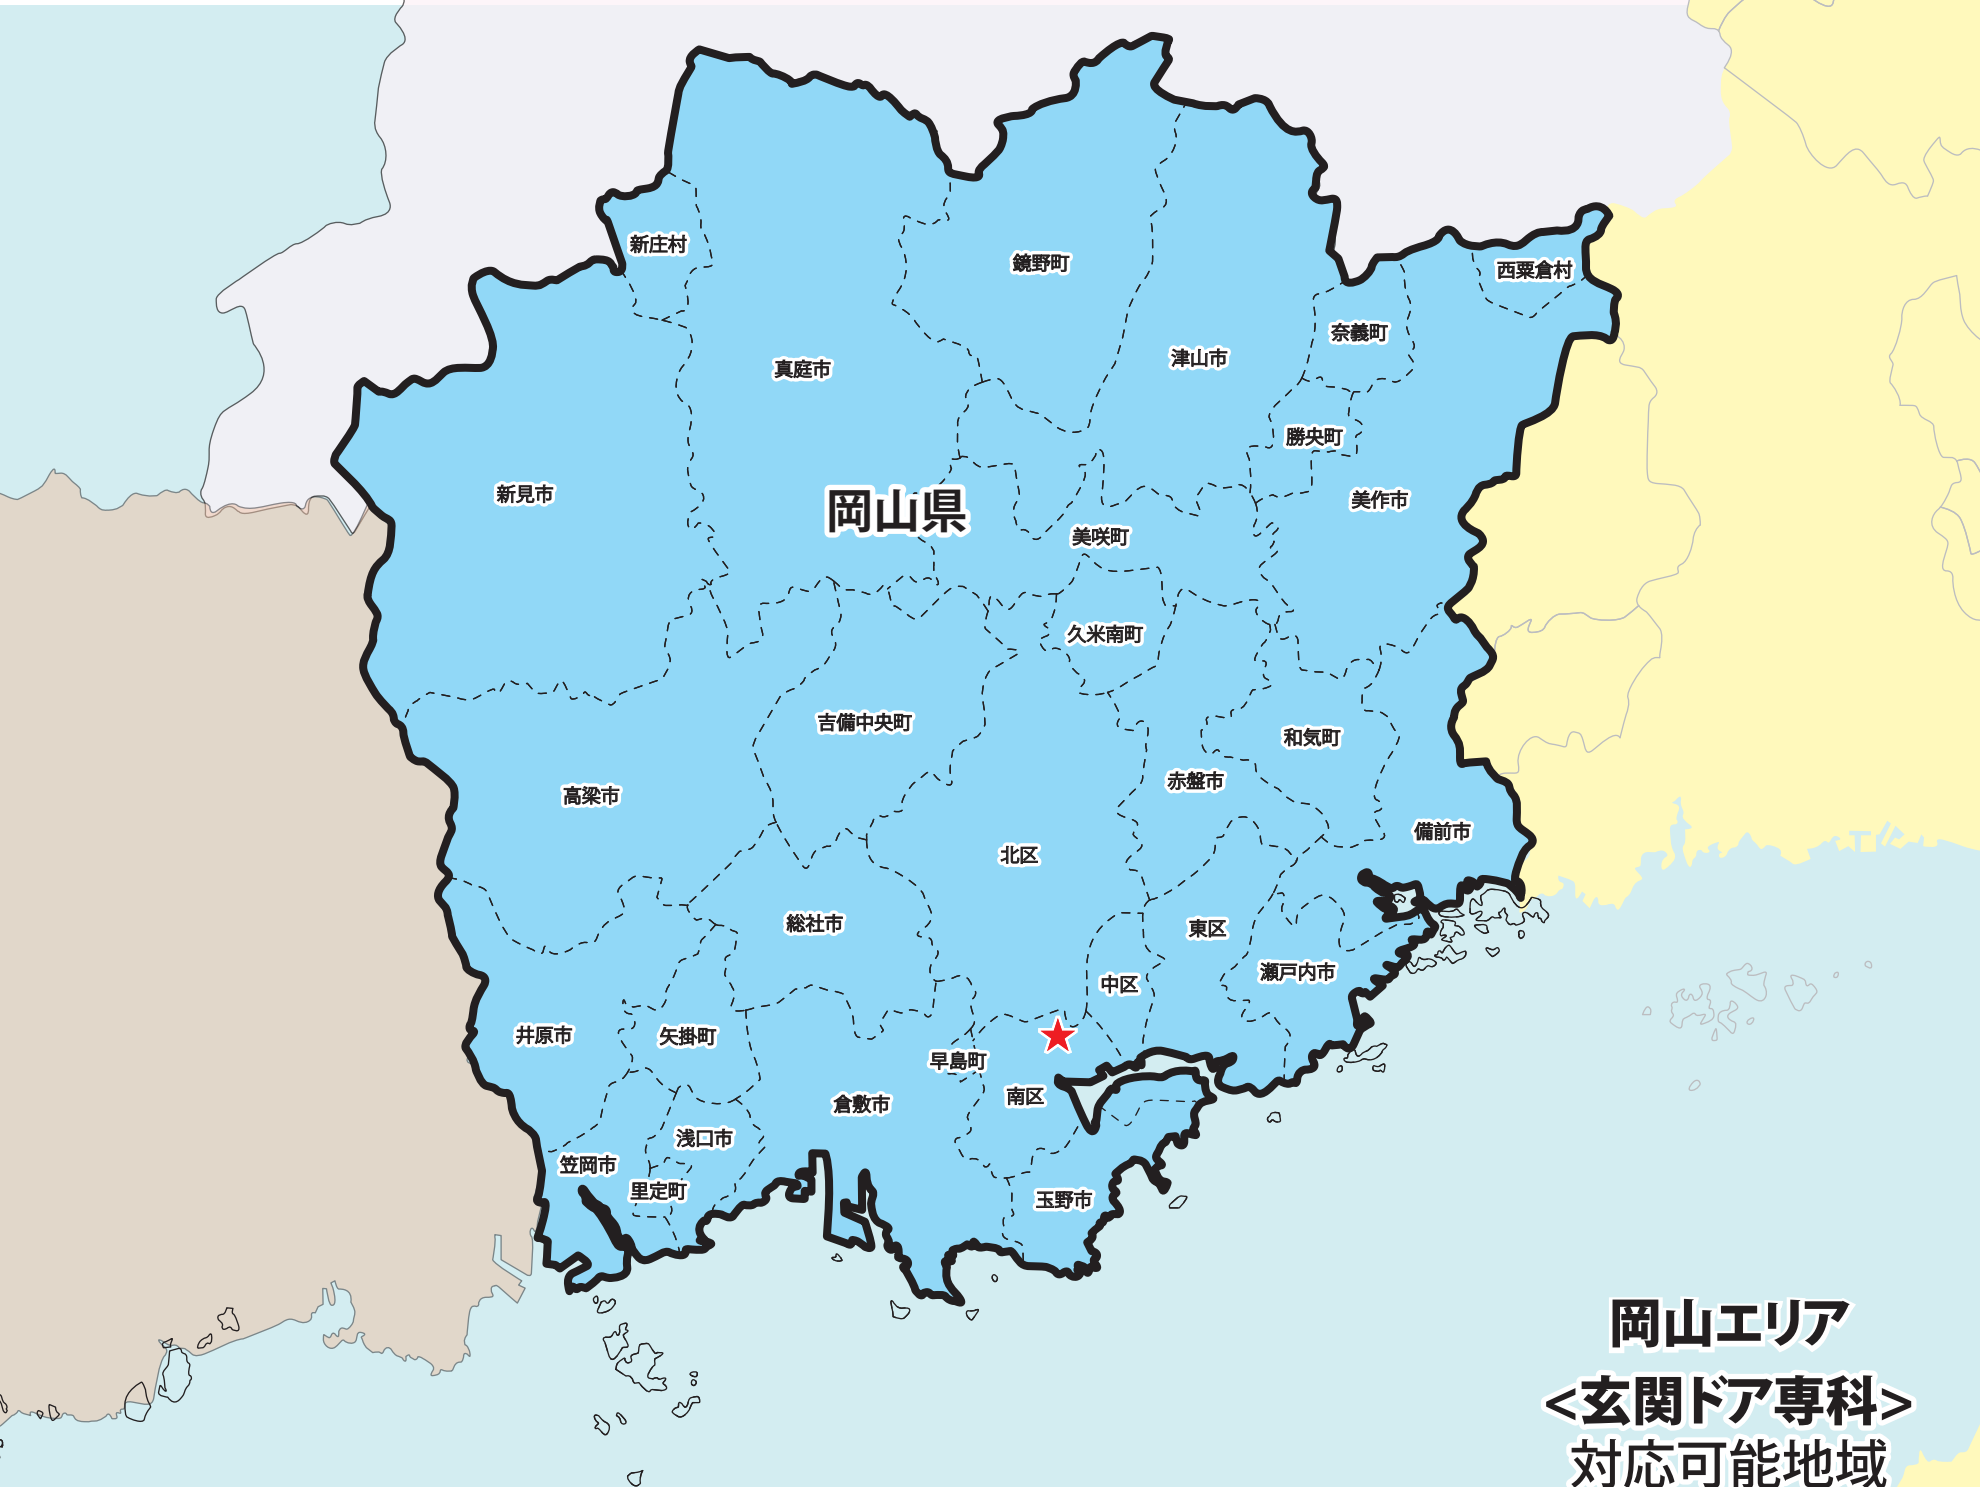 新庄村
鏡野町
西粟倉村
奈義町
津山市
真庭市
勝央町
新見市
美作市
岡山県
美咲町
久米南町
吉備中央町
和気町
赤盤市
高梁市
備前市
北区
総社市
東区
瀬戸内市
中区
井原市
矢掛町
早島町
南区
倉敷市
浅口市
笠岡市
里定町
玉野市
岡山エリア
<玄関ドア専科>
対応可能地域